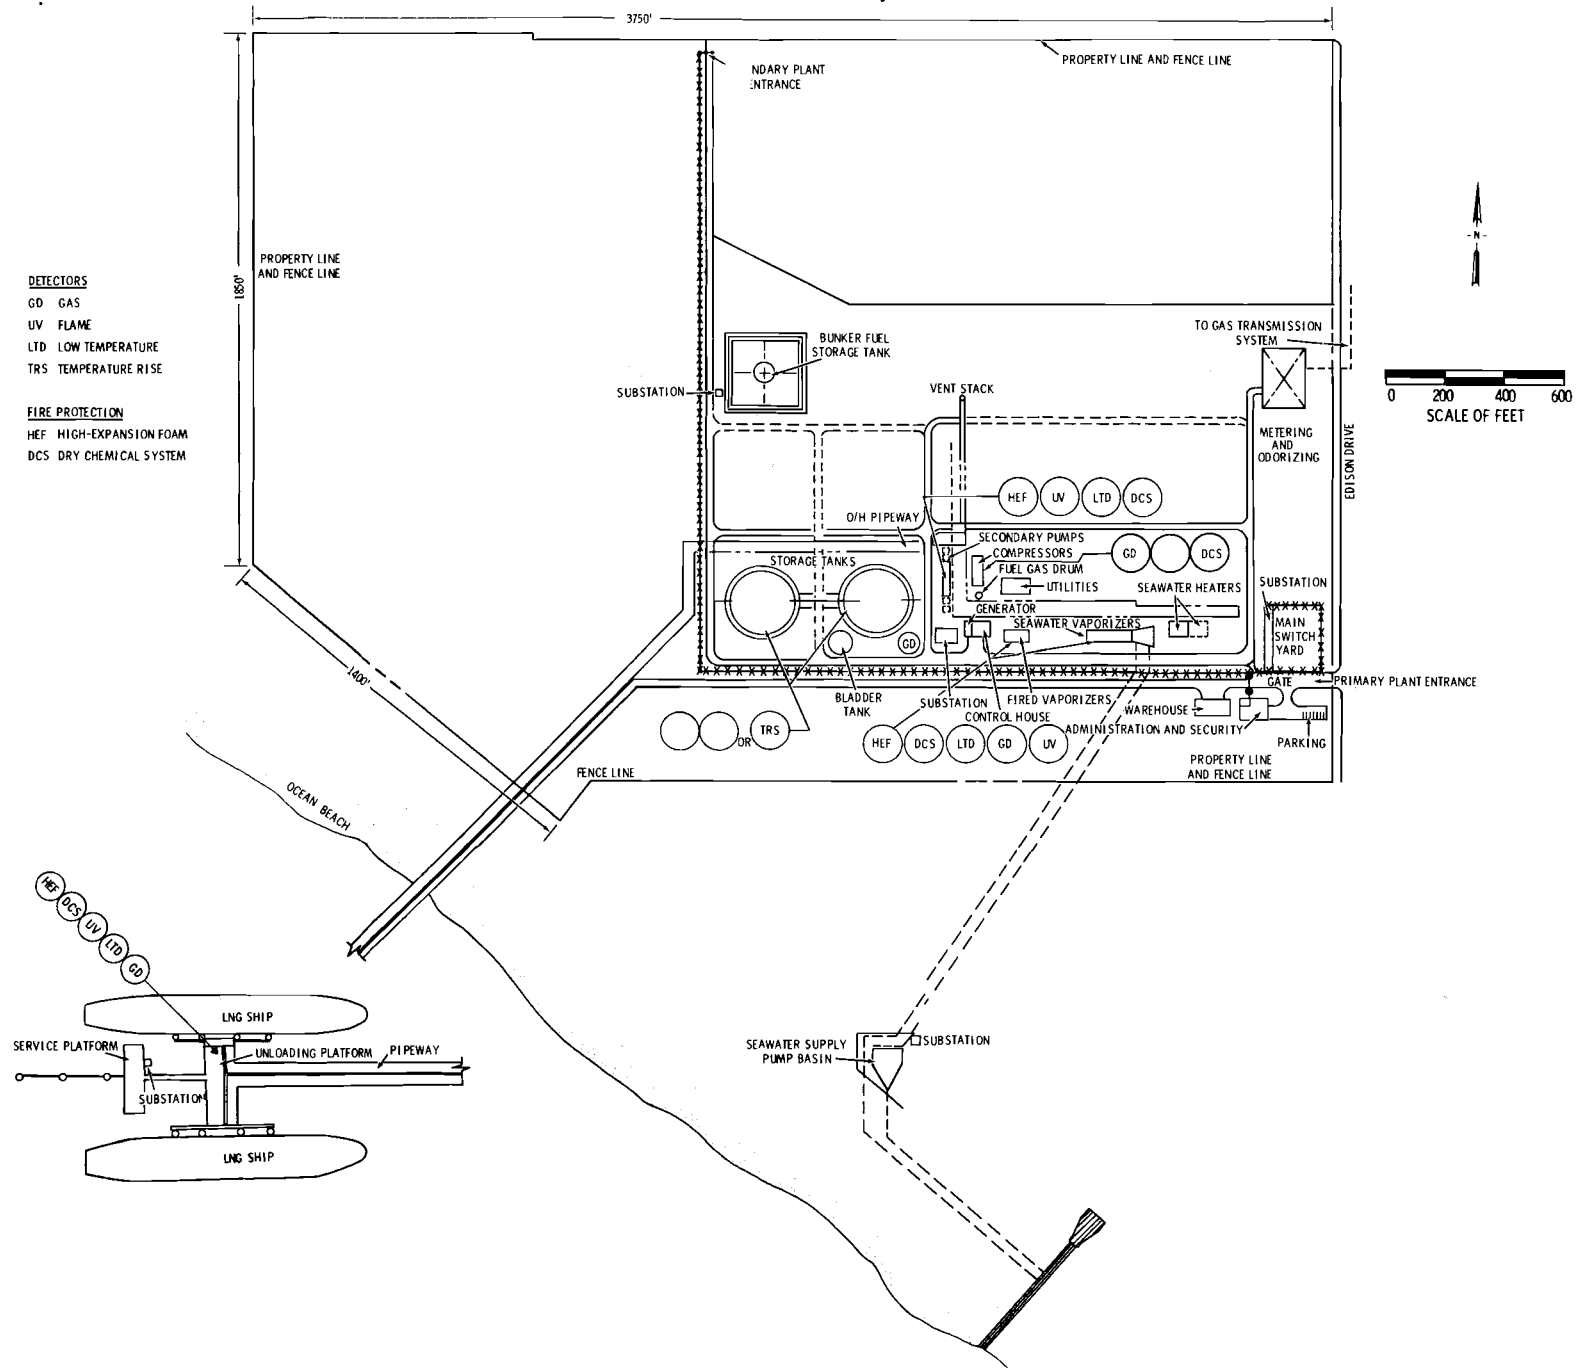 3750'
PROPERTY LINE AND FENCE LINE
NDARY PLANT
ENTRANCE
1850'
PROPERTY LINE
AND FENCE LINE
DETECTORS
GD GAS
UV FLAME
LTD LOW TEMPERATURE
TRS TEMPERATURE RISE
FIRE PROTECTION
HEF HIGH-EXPANSION FOAM
DCS DRY CHEMICAL SYSTEM
-N-
TO GAS TRANSMISSION
SYSTEM
BUNKER FUEL
STORAGE TANK
SUBSTATION
VENT STACK
0 200 400 600
SCALE OF FEET
METERING
AND
ODORIZING
EDISON DRIVE
HEF UV LTD DCS
O/H PIPEWAY
SECONDARY PUMPS
COMPRESSORS
GD DCS
STORAGE TANKS
FUEL GAS DRUM
UTILITIES
SEAWATER HEATERS
SUBSTATION
GENERATOR
SEAWATER VAPORIZERS
MAIN
SWITCH
YARD
GD
1400'
BLADDER
TANK
SUBSTATION
FIRED VAPORIZERS
CONTROL HOUSE
WAREHOUSE
GATE
PRIMARY PLANT ENTRANCE
ADMINISTRATION AND SECURITY
PARKING
OR TRS
HEF DCS LTD GD UV
FENCE LINE
PROPERTY LINE
AND FENCE LINE
OCEAN BEACH
HEF
DCS
UV
LTD
GD
LNG SHIP
SERVICE PLATFORM
UNLOADING PLATFORM
PIPEWAY
SUBSTATION
LNG SHIP
SEAWATER SUPPLY
PUMP BASIN
SUBSTATION